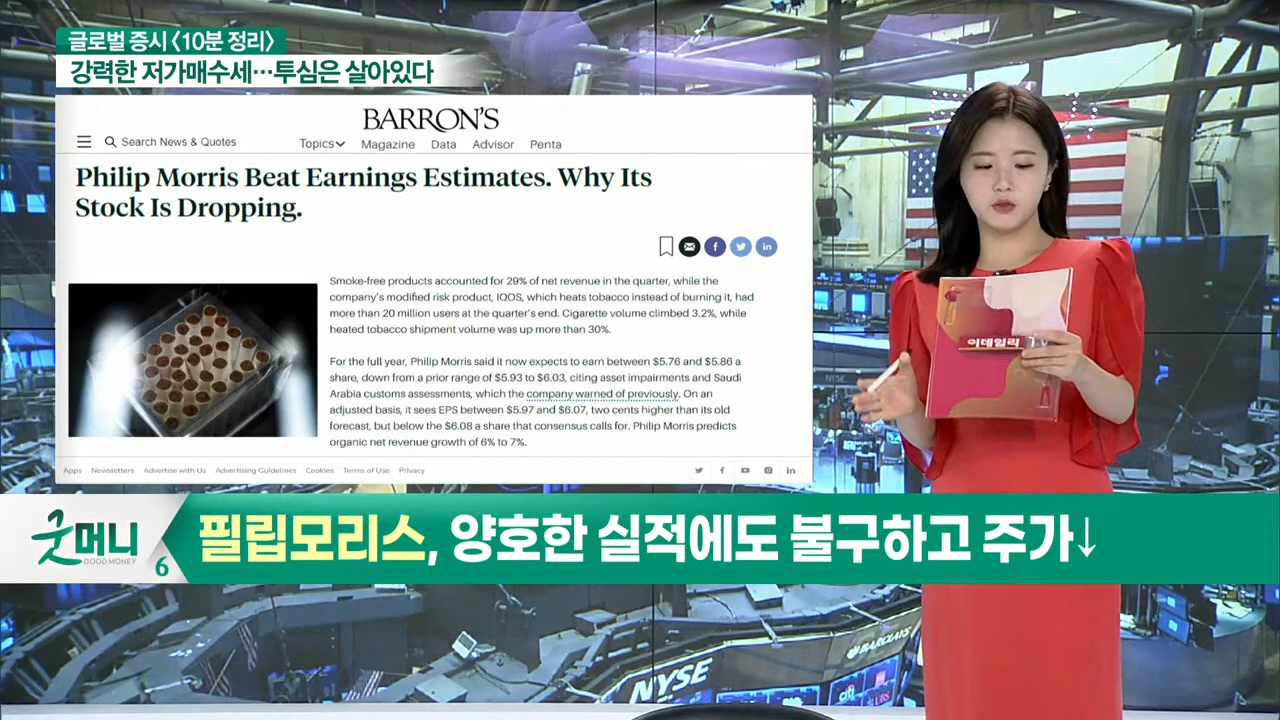 글로벌 증시 <10분 정리>
강력한 저가매수세…투심은 살아있다
BARRON'S
Search News & Quotes
Topics Magazine Data Advisor Penta
Philip Morris Beat Earnings Estimates. Why Its
Stock Is Dropping.
Smoke-free products accounted for 29% of net revenue in the quarter, while the
company's modified risk product, IQOS, which heats tobacco instead of burning it, had
more than 20 million users at the quarter's end. Cigarette volume climbed 3.2%, while
heated tobacco shipment volume was up more than 30%.
For the full year, Philip Morris said it now expects to earn between $5.76 and $5.86 a
share, down from a prior range of $5.93 to $6.03, citing asset impairments and Saudi
Arabia customs assessments, which the company warned of previously. On an
adjusted basis, it sees EPS between $5.97 and $6.07, two cents higher than its old
forecast, but below the $6.08 a share that consensus calls for. Philip Morris predicts
organic net revenue growth of 6% to 7%.
Apps Newsletters Advertise with Us Advertising Guidelines Cookies Terms of Use Privacy
이데일리 TV
굿머니
GOOD MONEY
6
필립모리스, 양호한 실적에도 불구하고 주가↓
NYSE
BARCLAYS
citi